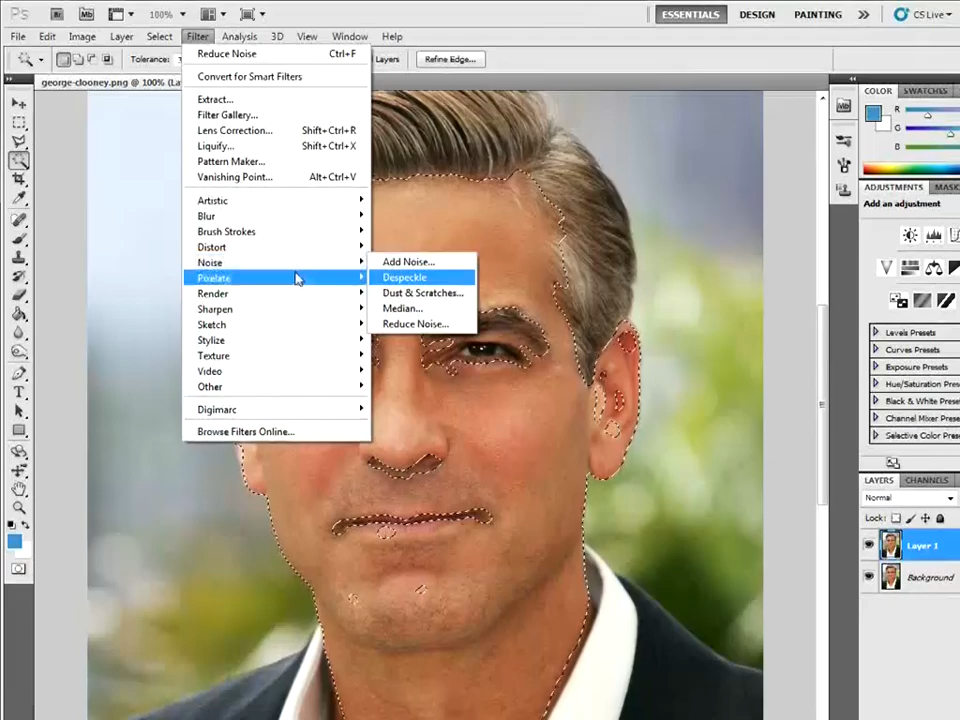 Ps Br Mb 100% ESSENTIALS DESIGN PAINTING >> CS Live
File Edit Image Layer Select Filter Analysis 3D View Window Help
Tolerance: Layers Refine Edge...
george-clooney.png @ 100% (La
Reduce Noise Ctrl+F
Convert for Smart Filters
Extract...
Filter Gallery...
Lens Correction... Shift+Ctrl+R
Liquify... Shift+Ctrl+X
Pattern Maker...
Vanishing Point... Alt+Ctrl+V
Artistic
Blur
Brush Strokes
Distort
Noise
Pixelate
Render
Sharpen
Sketch
Stylize
Texture
Video
Other
Digimarc
Browse Filters Online...
Add Noise...
Despeckle
Dust & Scratches...
Median...
Reduce Noise...
COLOR SWATCHES
R
G
B
ADJUSTMENTS MASK
Add an adjustment
Levels Presets
Curves Presets
Exposure Presets
Hue/Saturation Prese
Black & White Preset
Channel Mixer Preset
Selective Color Prese
LAYERS CHANNELS
Normal
Lock:
Layer 1
Background